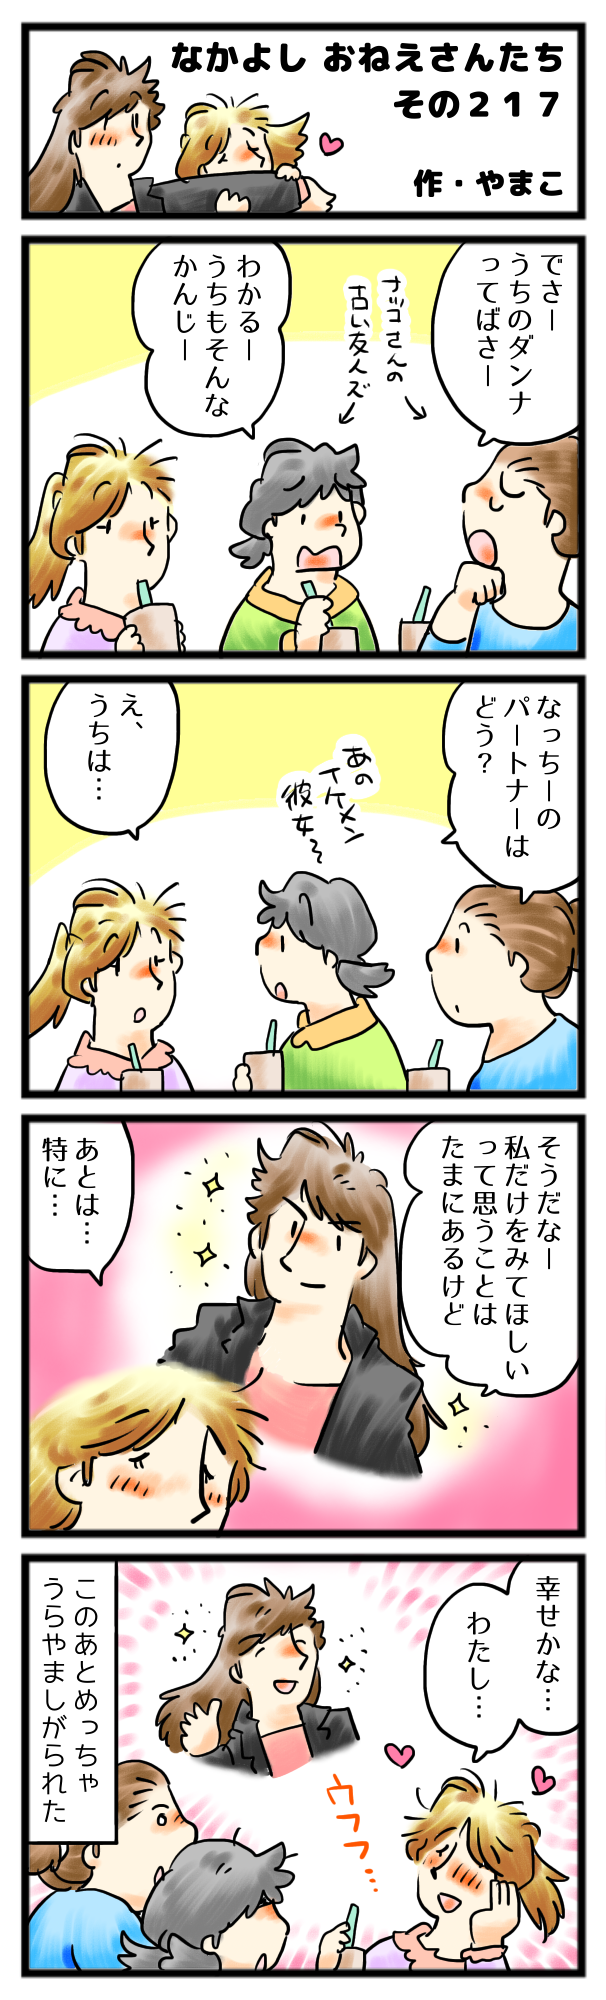 なかよし おねえさんたち
その217
作・やまこ
でさー
うちのダンナ
ってばさー
ナツコさんの
古い友人ズ
わかるー
うちもそんな
かんじー
なっちーの
パートナーは
どう？
あの
イケメン
彼女〜
え、
うちは…
そうだなー
私だけをみてほしい
って思うことは
たまにあるけど
あとは…
特に…
幸せかな…
わたし…
ウフフ…
このあとめっちゃ
うらやましがられた